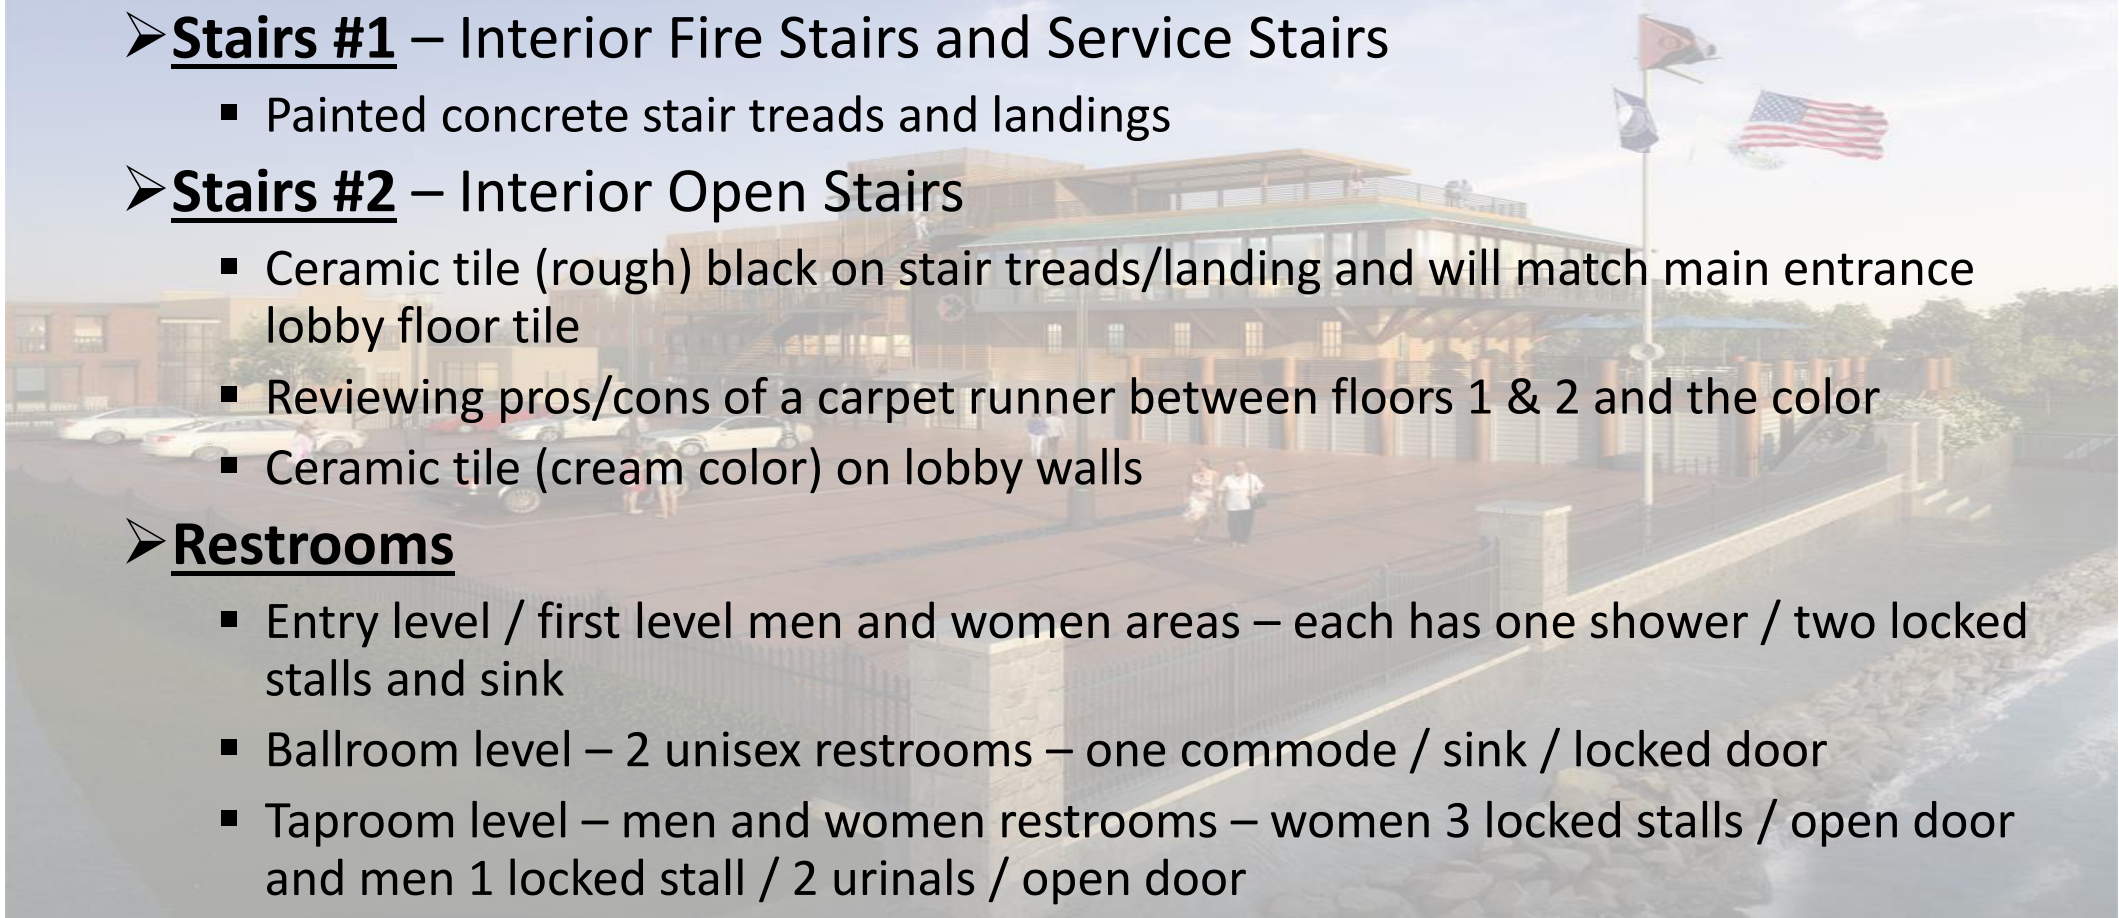 ➢Stairs #1 – Interior Fire Stairs and Service Stairs
▪ Painted concrete stair treads and landings
➢Stairs #2 – Interior Open Stairs
▪ Ceramic tile (rough) black on stair treads/landing and will match main entrance
lobby floor tile
▪ Reviewing pros/cons of a carpet runner between floors 1 & 2 and the color
▪ Ceramic tile (cream color) on lobby walls
➢Restrooms
▪ Entry level / first level men and women areas – each has one shower / two locked
stalls and sink
▪ Ballroom level – 2 unisex restrooms – one commode / sink / locked door
▪ Taproom level – men and women restrooms – women 3 locked stalls / open door
and men 1 locked stall / 2 urinals / open door